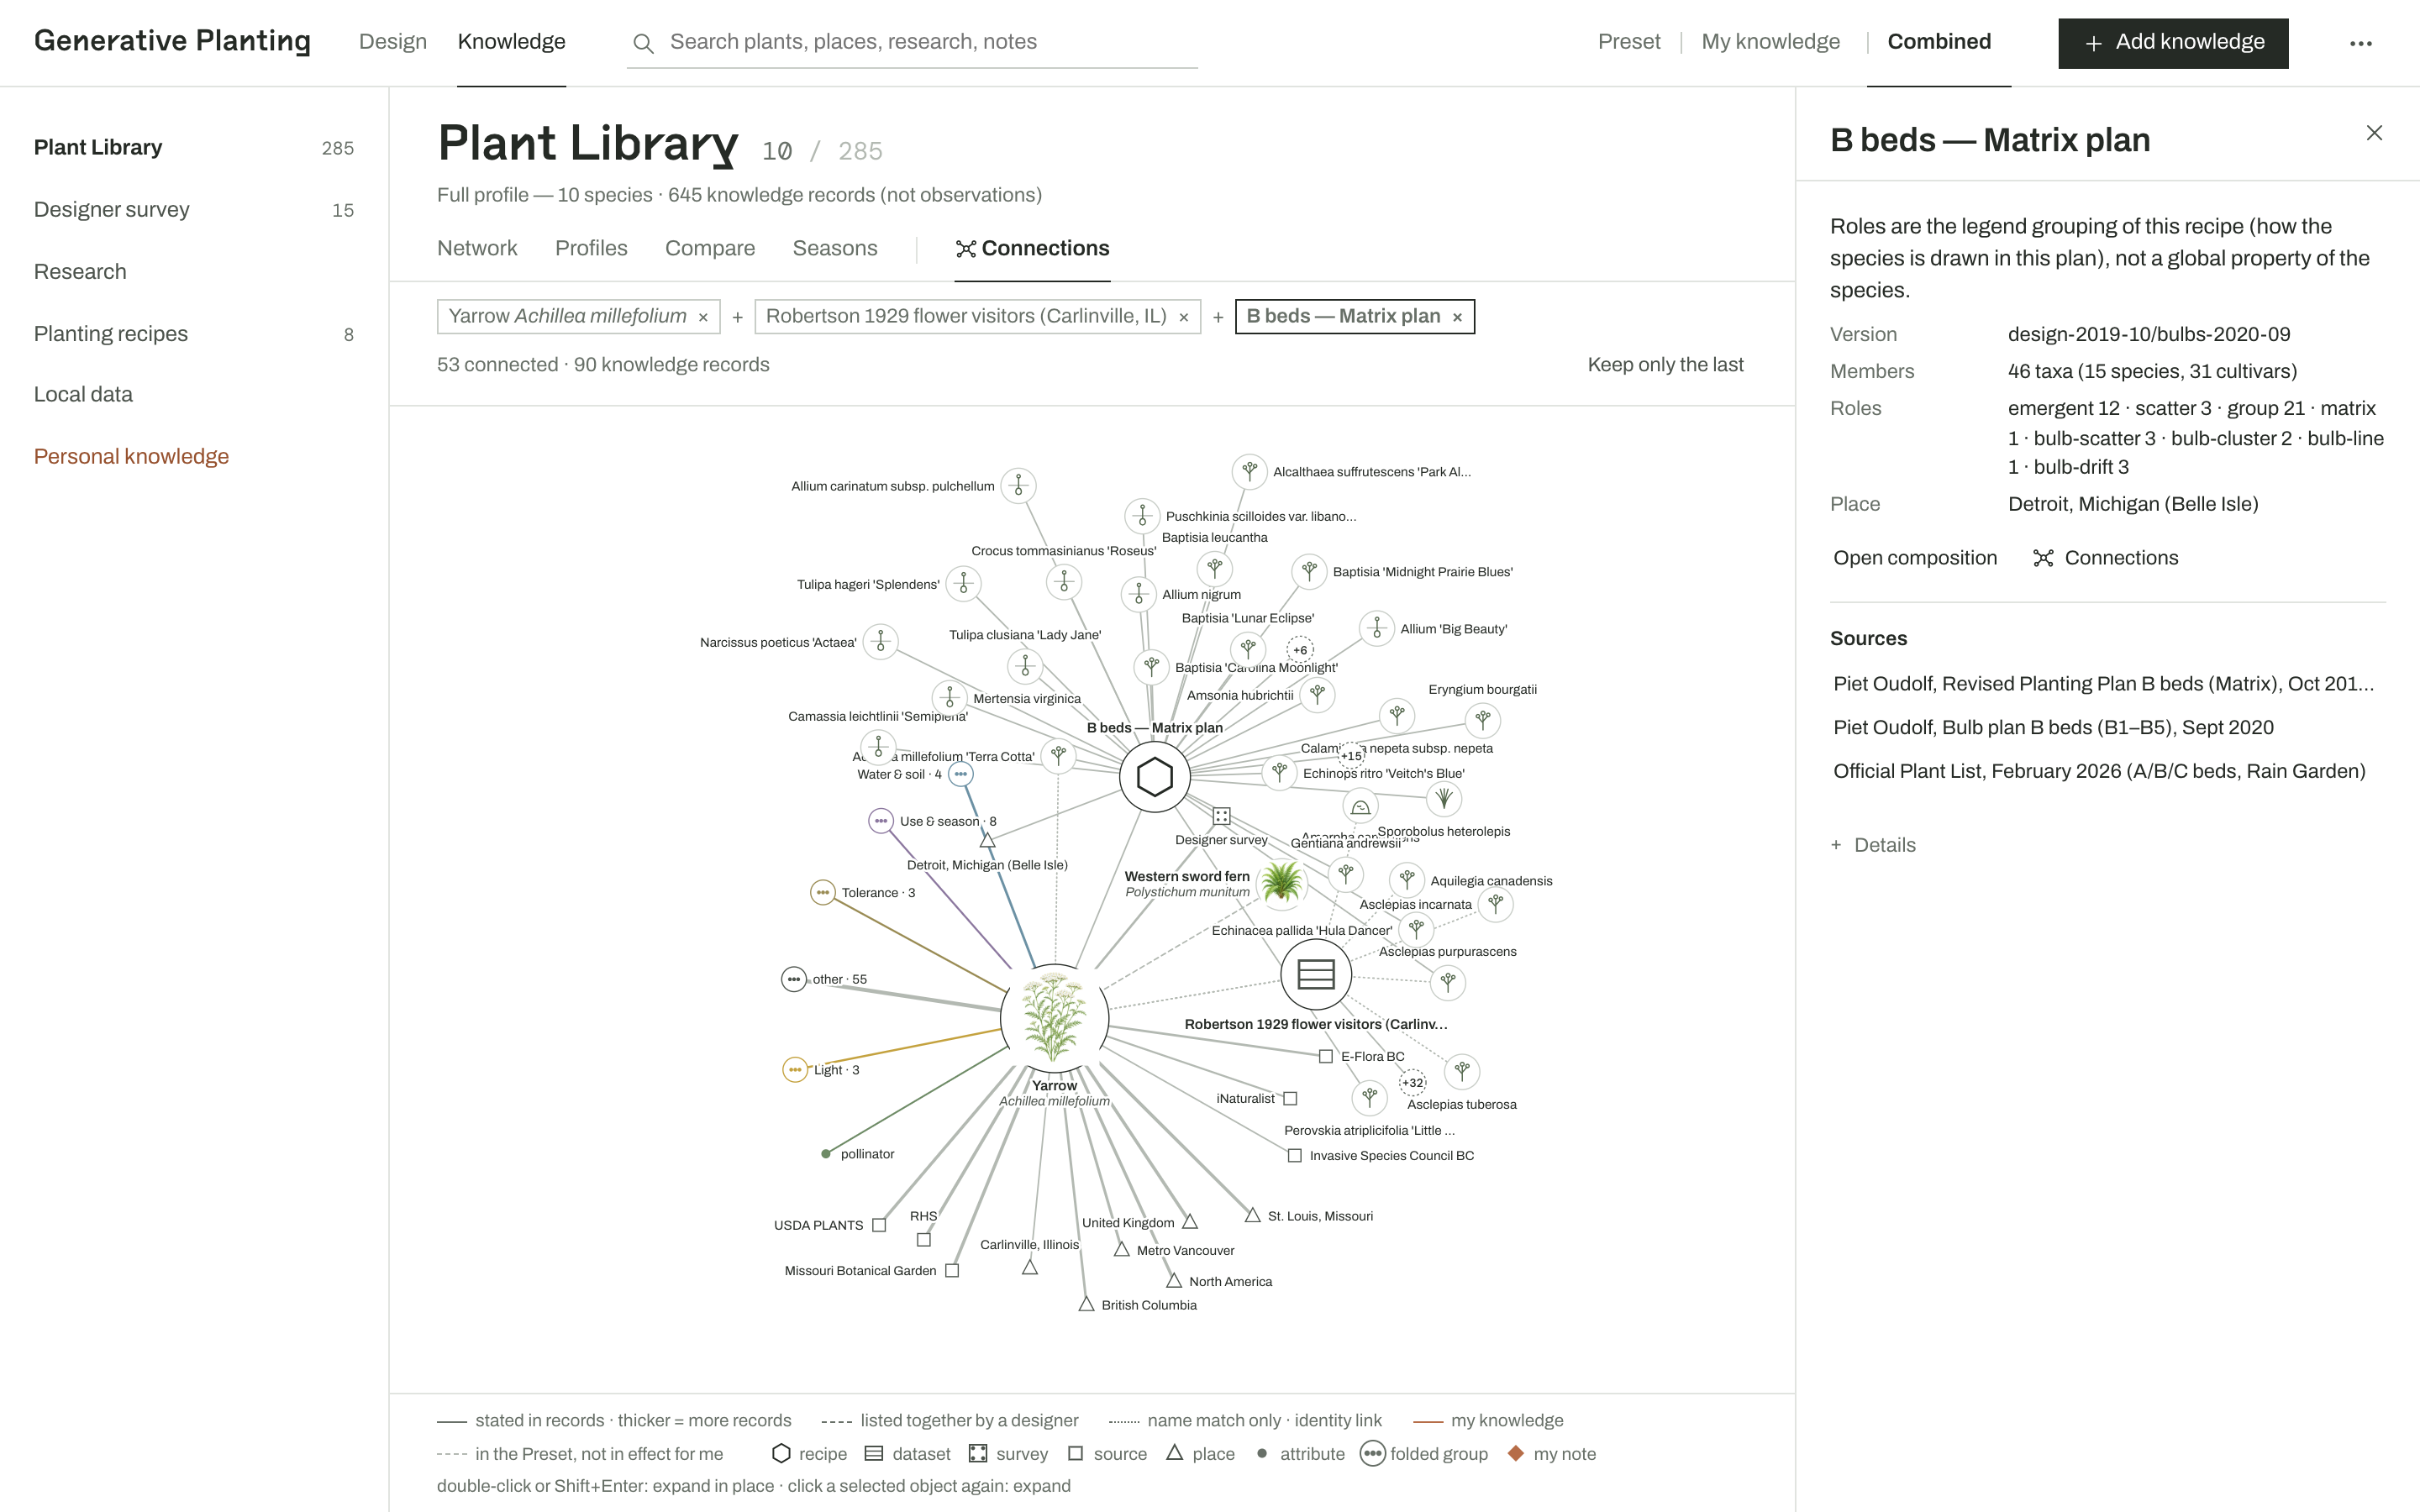 Generative Planting
Design
Knowledge
Search plants, places, research, notes
Preset
My knowledge
Combined
+ Add knowledge
Plant Library 285
Designer survey 15
Research
Planting recipes 8
Local data
Personal knowledge
Plant Library 10 / 285
Full profile — 10 species · 645 knowledge records (not observations)
Network
Profiles
Compare
Seasons
Connections
Yarrow Achillea millefolium × + Robertson 1929 flower visitors (Carlinville, IL) × + B beds — Matrix plan ×
53 connected · 90 knowledge records
Keep only the last
Alcalthaea suffrutescens 'Park Al...
Allium carinatum subsp. pulchellum
Puschkinia scilloides var. libano...
Baptisia leucantha
Crocus tommasinianus 'Roseus'
Baptisia 'Midnight Prairie Blues'
Tulipa hageri 'Splendens'
Allium nigrum
Baptisia 'Lunar Eclipse'
Allium 'Big Beauty'
Tulipa clusiana 'Lady Jane'
Narcissus poeticus 'Actaea'
+6
Baptisia 'Carolina Moonlight'
Eryngium bourgatii
Amsonia hubrichtii
Mertensia virginica
Camassia leichtlinii 'Semiplena'
B beds — Matrix plan
Calamintha nepeta subsp. nepeta
+15
millefolium 'Terra Cotta'
Water & soil · 4
Echinops ritro 'Veitch's Blue'
Use & season · 8
Sporobolus heterolepis
Designer survey
Gentiana andrewsii
Detroit, Michigan (Belle Isle)
Western sword fern
Polystichum munitum
Aquilegia canadensis
Tolerance · 3
Asclepias incarnata
Echinacea pallida 'Hula Dancer'
Asclepias purpurascens
other · 55
Robertson 1929 flower visitors (Carlinv...
E-Flora BC
Light · 3
Yarrow
Achillea millefolium
+32
iNaturalist
Asclepias tuberosa
Perovskia atriplicifolia 'Little ...
pollinator
Invasive Species Council BC
USDA PLANTS
RHS
United Kingdom
St. Louis, Missouri
Carlinville, Illinois
Metro Vancouver
Missouri Botanical Garden
North America
British Columbia
stated in records · thicker = more records
listed together by a designer
name match only · identity link
my knowledge
in the Preset, not in effect for me
recipe
dataset
survey
source
place
attribute
folded group
my note
double-click or Shift+Enter: expand in place · click a selected object again: expand
B beds — Matrix plan
Roles are the legend grouping of this recipe (how the
species is drawn in this plan), not a global property of the
species.
Version design-2019-10/bulbs-2020-09
Members 46 taxa (15 species, 31 cultivars)
Roles emergent 12 · scatter 3 · group 21 · matrix
1 · bulb-scatter 3 · bulb-cluster 2 · bulb-line
1 · bulb-drift 3
Place Detroit, Michigan (Belle Isle)
Open composition
Connections
Sources
Piet Oudolf, Revised Planting Plan B beds (Matrix), Oct 201...
Piet Oudolf, Bulb plan B beds (B1–B5), Sept 2020
Official Plant List, February 2026 (A/B/C beds, Rain Garden)
+ Details